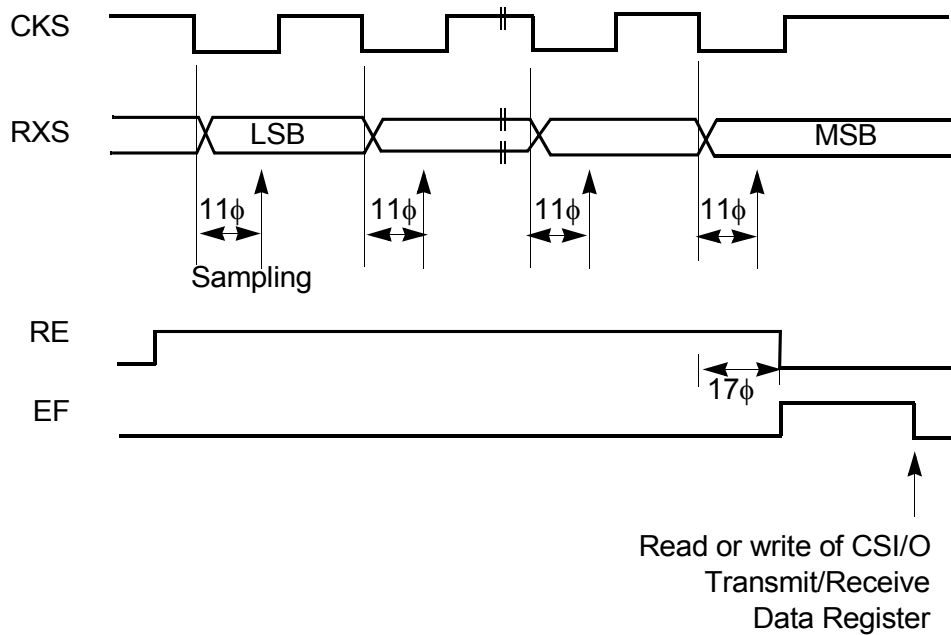 CKS
RXS
LSB
MSB
11ϕ
11ϕ
11ϕ
11ϕ
Sampling
RE
17ϕ
EF
Read or write of CSI/O
Transmit/Receive
Data Register